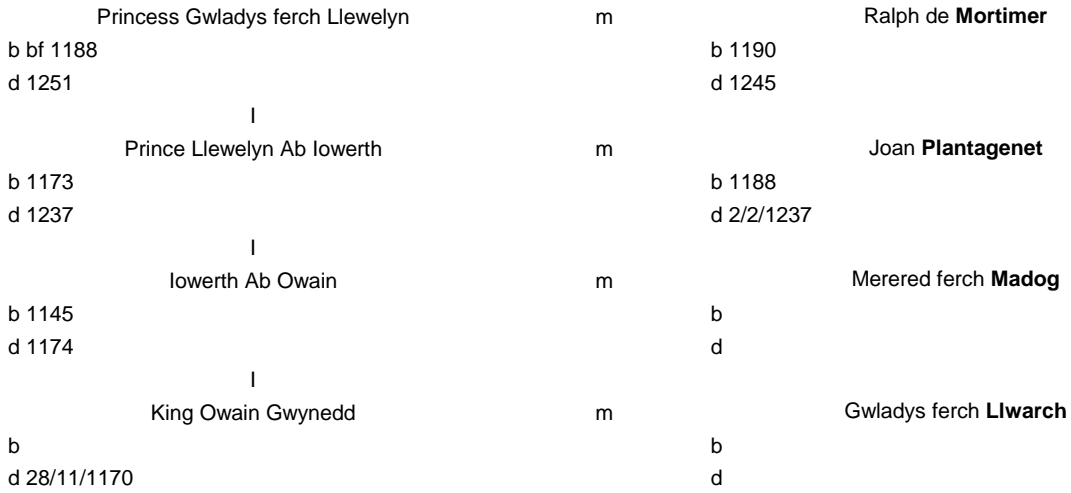 Princess Gwladys ferch Llewelyn m Ralph de Mortimer
b bf 1188 b 1190
d 1251 d 1245
I
Prince Llewelyn Ab Iowerth m Joan Plantagenet
b 1173 b 1188
d 1237 d 2/2/1237
I
Iowerth Ab Owain m Merered ferch Madog
b 1145 b
d 1174 d
I
King Owain Gwynedd m Gwladys ferch Llwarch
b b
d 28/11/1170 d